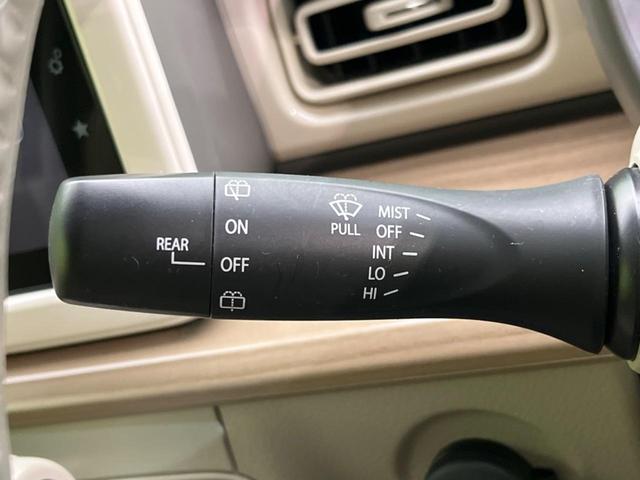 REAR
ON
OFF
PULL
MIST
OFF
INT
LO
HI